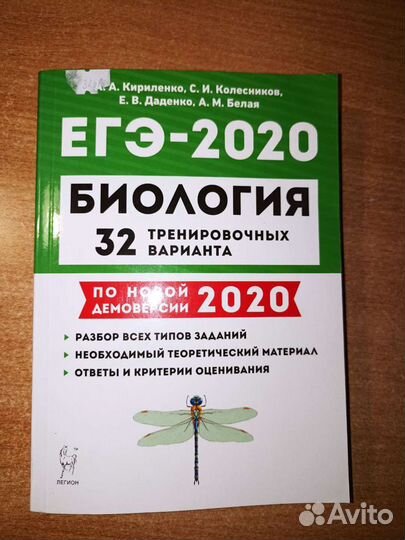 А. А. Кириленко, С. И. Колесников,
Е. В. Даденко, А. М. Белая
ЕГЭ-2020
БИОЛОГИЯ
32 ТРЕНИРОВОЧНЫХ
ВАРИАНТА
ПО НОВОЙ
ДЕМОВЕРСИИ 2020
РАЗБОР ВСЕХ ТИПОВ ЗАДАНИЙ
НЕОБХОДИМЫЙ ТЕОРЕТИЧЕСКИЙ МАТЕРИАЛ
ОТВЕТЫ И КРИТЕРИИ ОЦЕНИВАНИЯ
ЛЕГИОН
Avito